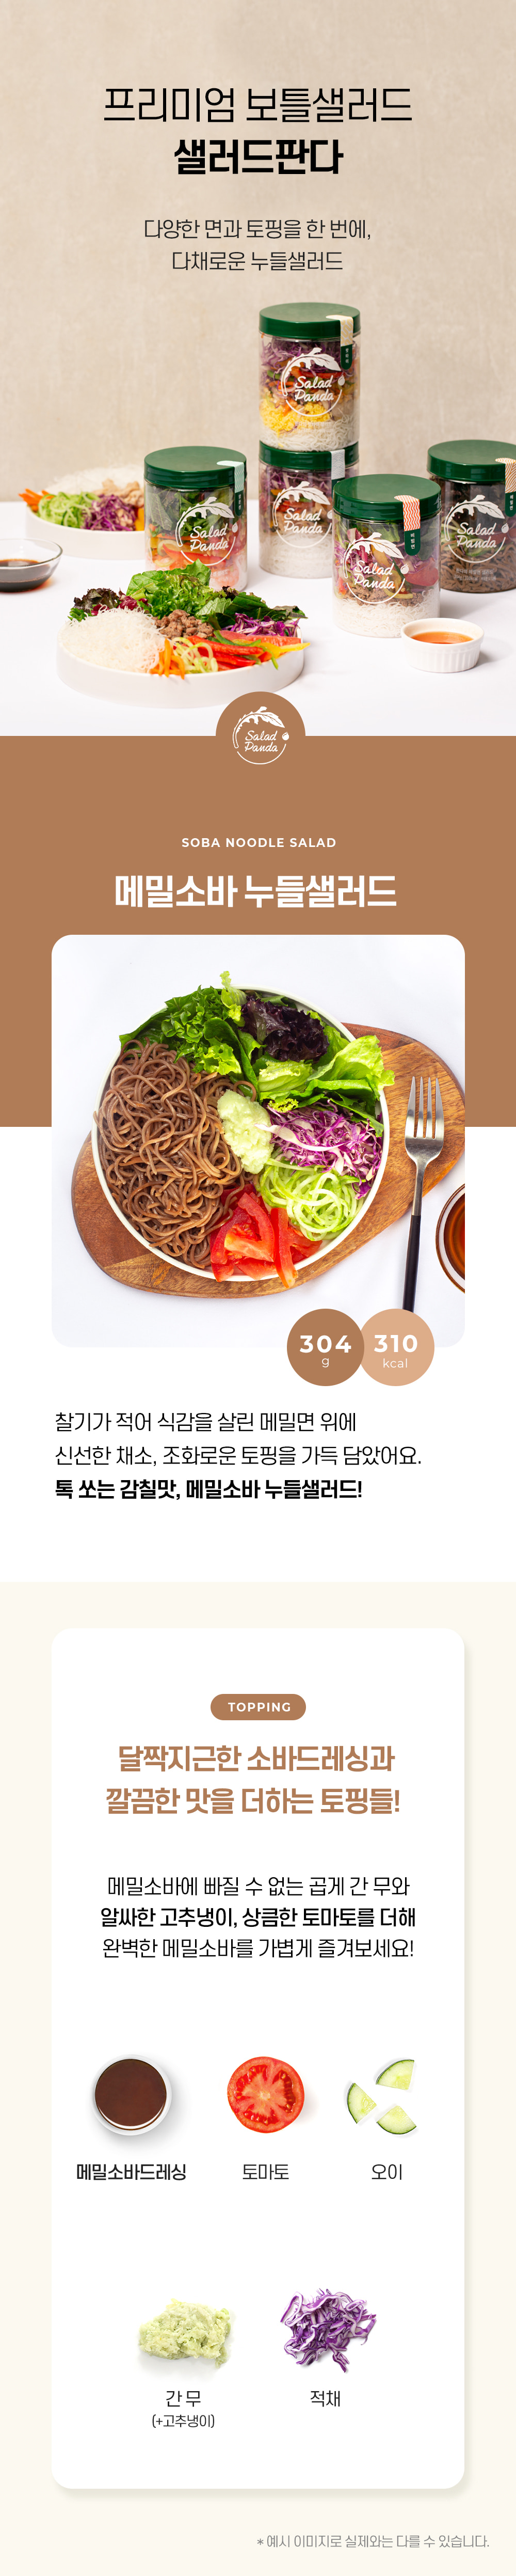 프리미엄 보틀샐러드
샐러드판다
다양한 면과 토핑을 한 번에,
다채로운 누들샐러드
Salad
Panda
Salad
Panda
Salad
Panda
Salad
Panda
Salad
Panda
Salad
Panda
SOBA NOODLE SALAD
메밀소바 누들샐러드
304
g
310
kcal
찰기가 적어 식감을 살린 메밀면 위에
신선한 채소, 조화로운 토핑을 가득 담았어요.
톡 쏘는 감칠맛, 메밀소바 누들샐러드!
TOPPING
달짝지근한 소바드레싱과
깔끔한 맛을 더하는 토핑들!
메밀소바에 빠질 수 없는 곱게 간 무와
알싸한 고추냉이, 상큼한 토마토를 더해
완벽한 메밀소바를 가볍게 즐겨보세요!
메밀소바드레싱
토마토
오이
간 무
(+고추냉이)
적채
* 예시 이미지로 실제와는 다를 수 있습니다.